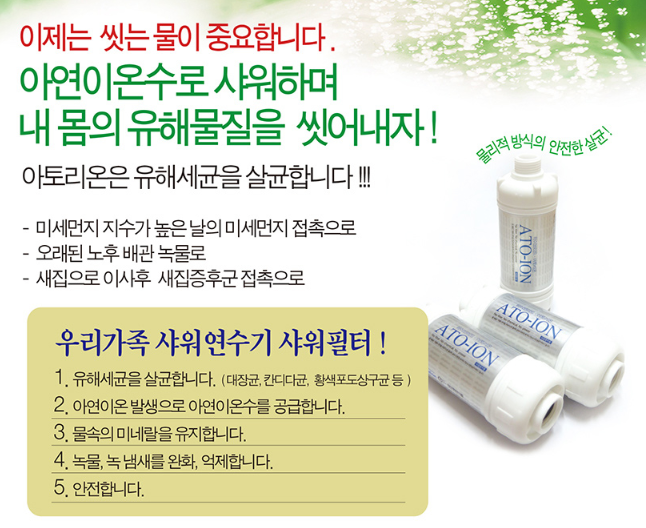 이제는 씻는 물이 중요합니다.
아연이온수로 샤워하며
내 몸의 유해물질을 씻어내자!
물리적 방식의 안전한 살균!
아토리온은 유해세균을 살균합니다 !!!
- 미세먼지 지수가 높은 날의 미세먼지 접촉으로
- 오래된 노후 배관 녹물로
- 새집으로 이사후 새집증후군 접촉으로
ATO-ION
ATO-ION
ATO-ION
우리가족 샤워연수기 샤워필터!
1. 유해세균을 살균합니다. (대장균, 칸디다균, 황색포도상구균 등)
2. 아연이온 발생으로 아연이온수를 공급합니다.
3. 물속의 미네랄을 유지합니다.
4. 녹물, 녹 냄새를 완화, 억제합니다.
5. 안전합니다.